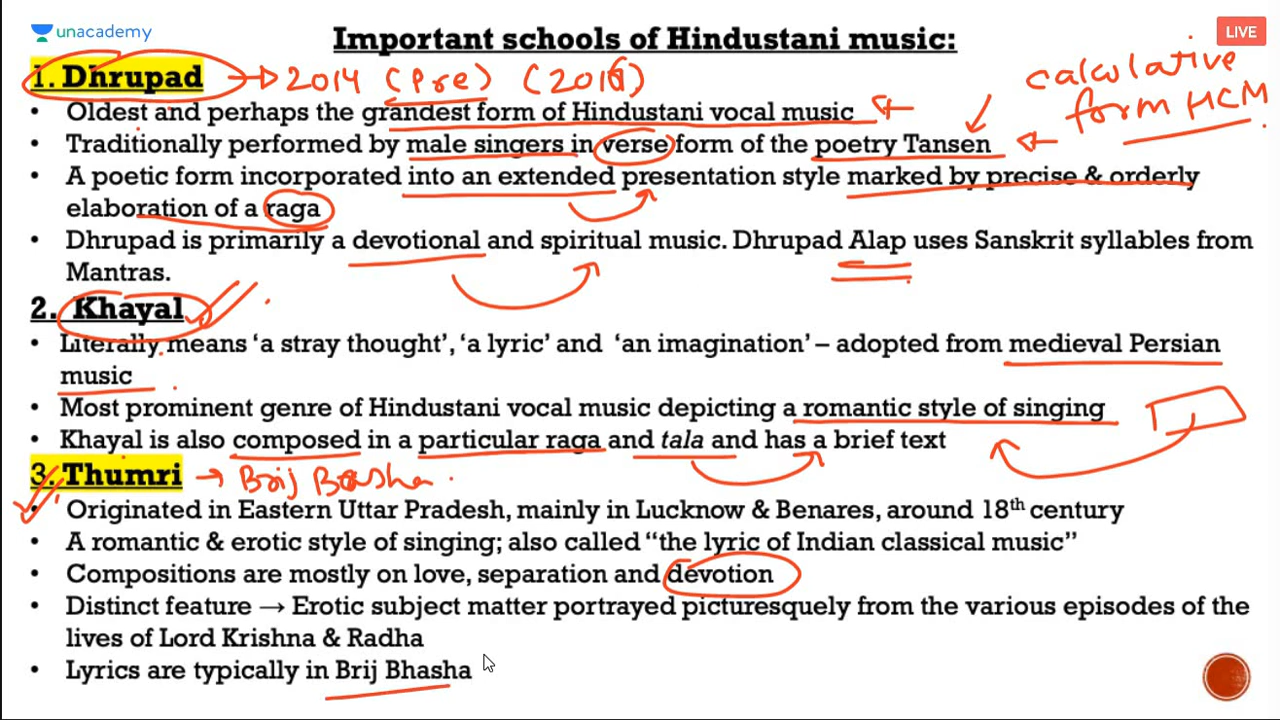 unacademy
Important schools of Hindustani music:
LIVE
1. Dhrupad → 2014 (Pre) (2016)
calculative
form HCM
• Oldest and perhaps the grandest form of Hindustani vocal music
• Traditionally performed by male singers in verse form of the poetry Tansen
• A poetic form incorporated into an extended presentation style marked by precise & orderly
elaboration of a raga
• Dhrupad is primarily a devotional and spiritual music. Dhrupad Alap uses Sanskrit syllables from
Mantras.
2. Khayal
• Literally means ‘a stray thought’, ‘a lyric’ and ‘an imagination’ – adopted from medieval Persian
music
• Most prominent genre of Hindustani vocal music depicting a romantic style of singing
• Khayal is also composed in a particular raga and tala and has a brief text
3. Thumri → Brij Basha
• Originated in Eastern Uttar Pradesh, mainly in Lucknow & Benares, around 18th century
• A romantic & erotic style of singing; also called “the lyric of Indian classical music”
• Compositions are mostly on love, separation and devotion
• Distinct feature → Erotic subject matter portrayed picturesquely from the various episodes of the
lives of Lord Krishna & Radha
• Lyrics are typically in Brij Bhasha